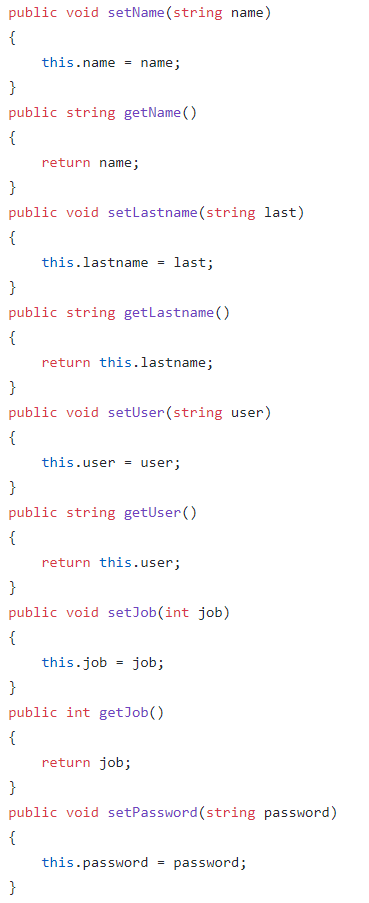 public void setName(string name)
{
    this.name = name;
}
public string getName()
{
    return name;
}
public void setLastname(string last)
{
    this.lastname = last;
}
public string getLastname()
{
    return this.lastname;
}
public void setUser(string user)
{
    this.user = user;
}
public string getUser()
{
    return this.user;
}
public void setJob(int job)
{
    this.job = job;
}
public int getJob()
{
    return job;
}
public void setPassword(string password)
{
    this.password = password;
}